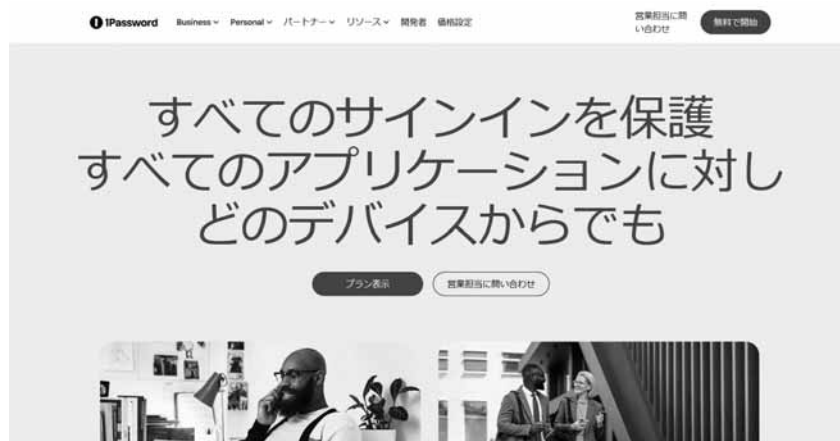 1Password Business Personal パートナー リソース 開発者 価格設定 営業担当に問い合わせ 無料で開始
すべてのサインインを保護
すべてのアプリケーションに対し
どのデバイスからでも
プラン表示 営業担当に問い合わせ